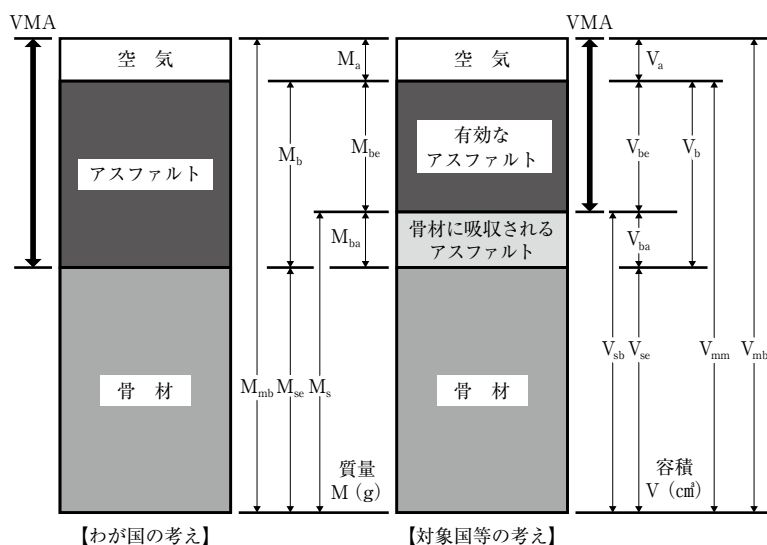 VMA
VMA
空 気
M_a
空 気
V_a
アスファルト
M_b
M_be
有効な
アスファルト
V_be
V_b
M_ba
骨材に吸収される
アスファルト
V_ba
骨 材
M_mb
M_se
M_s
骨 材
V_sb
V_se
V_mm
V_mb
質量
M（g）
容積
V（㎤）
【わが国の考え】
【対象国等の考え】